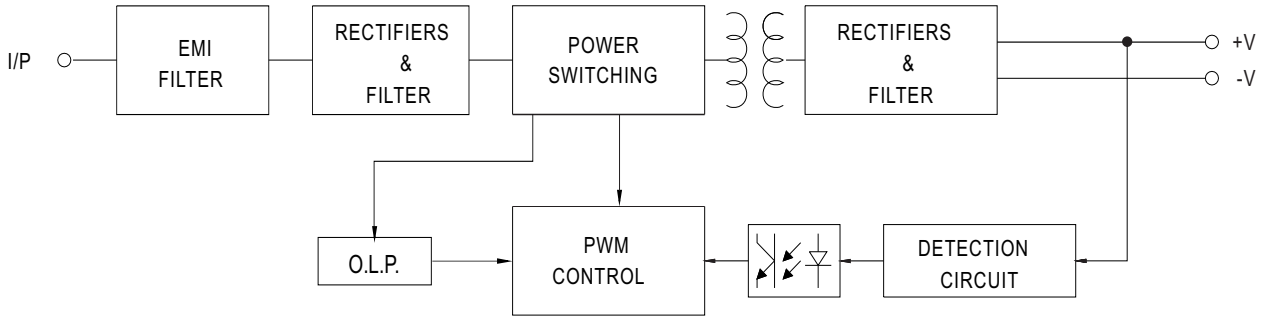 I/P
EMI
FILTER
RECTIFIERS
&
FILTER
POWER
SWITCHING
RECTIFIERS
&
FILTER
+V
-V
O.L.P.
PWM
CONTROL
DETECTION
CIRCUIT